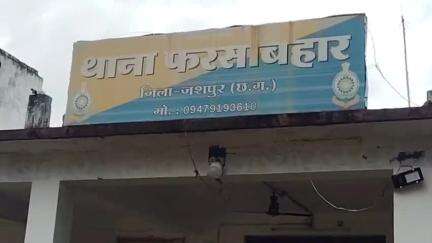 थाना फरसाबहार
जिला-जशपुर (छ.ग.)
मो. : 09479193610